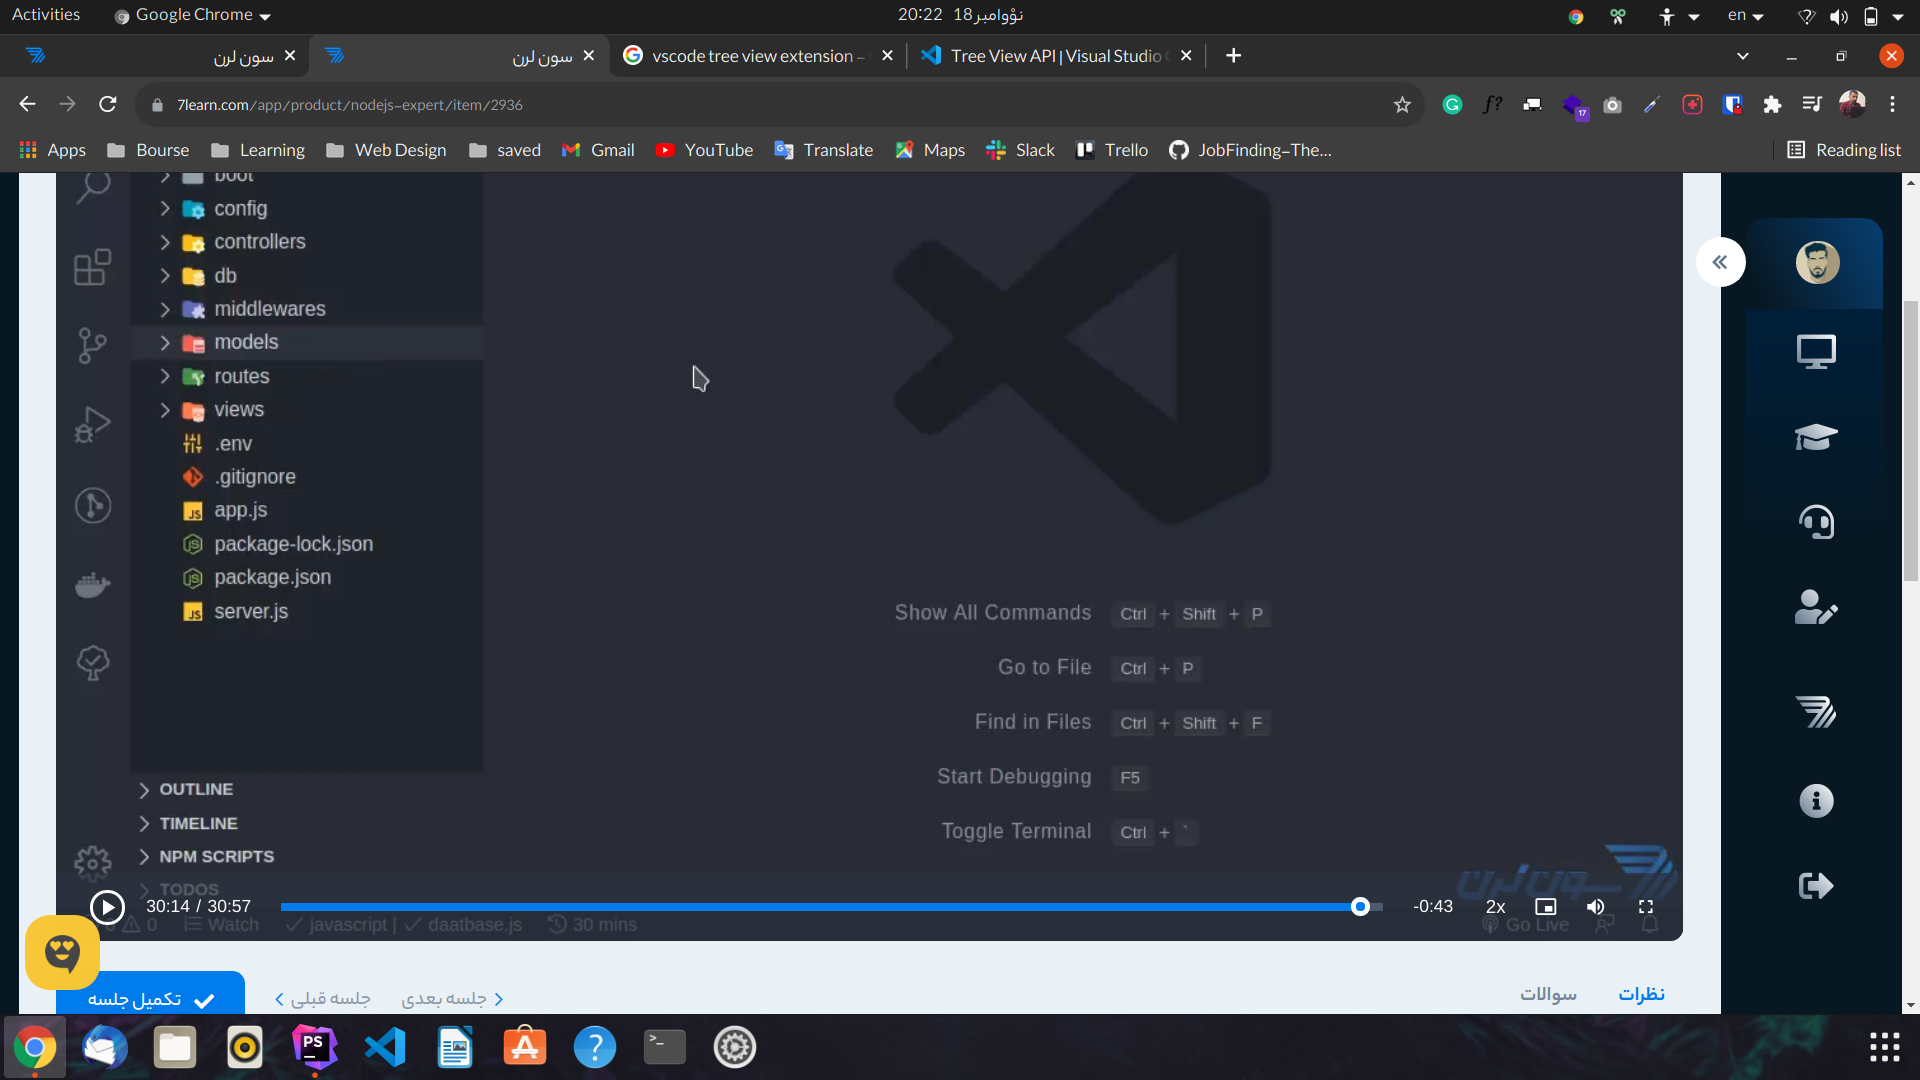 Activities Google Chrome 20:22 18 نۆوامبر en
سون لرن سون لرن vscode tree view extension – Tree View API | Visual Studio
7learn.com/app/product/nodejs-expert/item/2936
Apps Bourse Learning Web Design saved Gmail YouTube Translate Maps Slack Trello JobFinding-The... Reading list
boot
config
controllers
db
middlewares
models
routes
views
.env
.gitignore
app.js
package-lock.json
package.json
server.js
Show All Commands Ctrl + Shift + P
Go to File Ctrl + P
Find in Files Ctrl + Shift + F
Start Debugging F5
Toggle Terminal Ctrl + `
OUTLINE
TIMELINE
NPM SCRIPTS
TODOS
سون لرن
30:14 / 30:57 -0:43 2x
0 0 Watch javascript | daatbase.js 30 mins Go Live
تکمیل جلسه جلسه قبلی جلسه بعدی سوالات نظرات